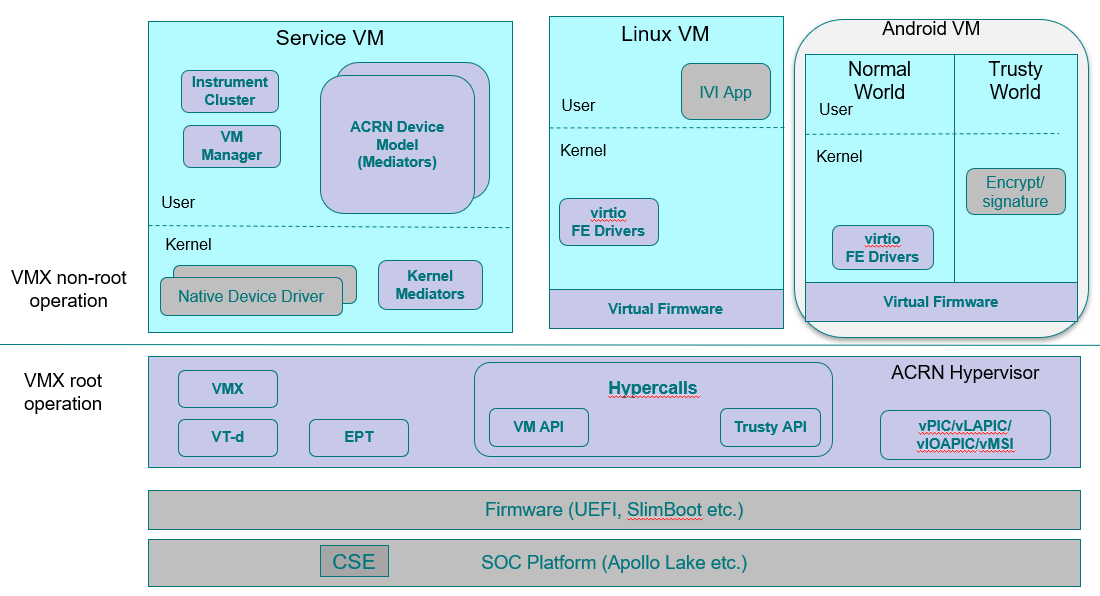 Service VM
Instrument
Cluster
VM
Manager
ACRN Device
Model
(Mediators)
User
Kernel
Native Device Driver
Kernel
Mediators
Linux VM
IVI App
User
Kernel
virtio
FE Drivers
Virtual Firmware
Android VM
Normal
World
User
Kernel
virtio
FE Drivers
Trusty
World
Encrypt/
signature
Virtual Firmware
VMX non-root
operation
VMX root
operation
ACRN Hypervisor
VMX
VT-d
EPT
Hypercalls
VM API
Trusty API
vPIC/vLAPIC/
vIOAPIC/vMSI
Firmware (UEFI, SlimBoot etc.)
CSE
SOC Platform (Apollo Lake etc.)